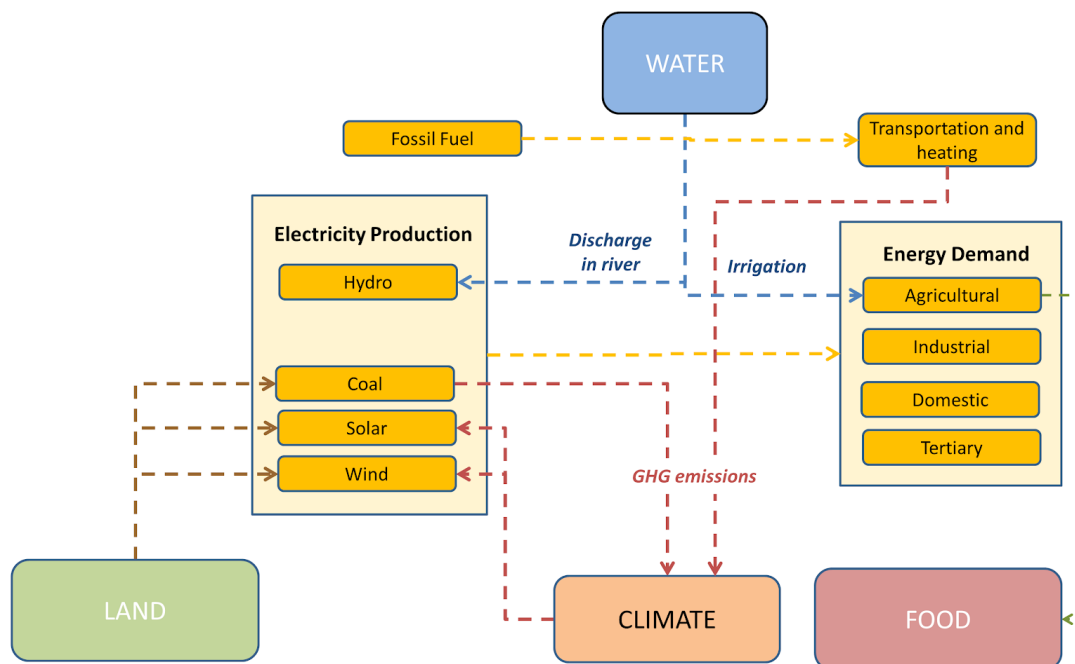 WATER
Fossil Fuel
Transportation and
heating
Electricity Production
Hydro
Discharge
in river
Irrigation
Energy Demand
Agricultural
Industrial
Domestic
Tertiary
Coal
Solar
Wind
GHG emissions
LAND
CLIMATE
FOOD